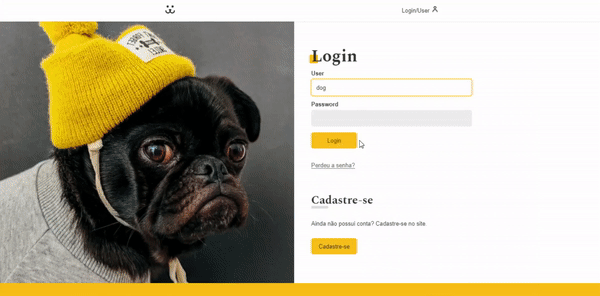 Login/User
Login
User
dog
Password
Login
Perdeu a senha?
Cadastre-se
Ainda não possui conta? Cadastre-se no site.
Cadastre-se